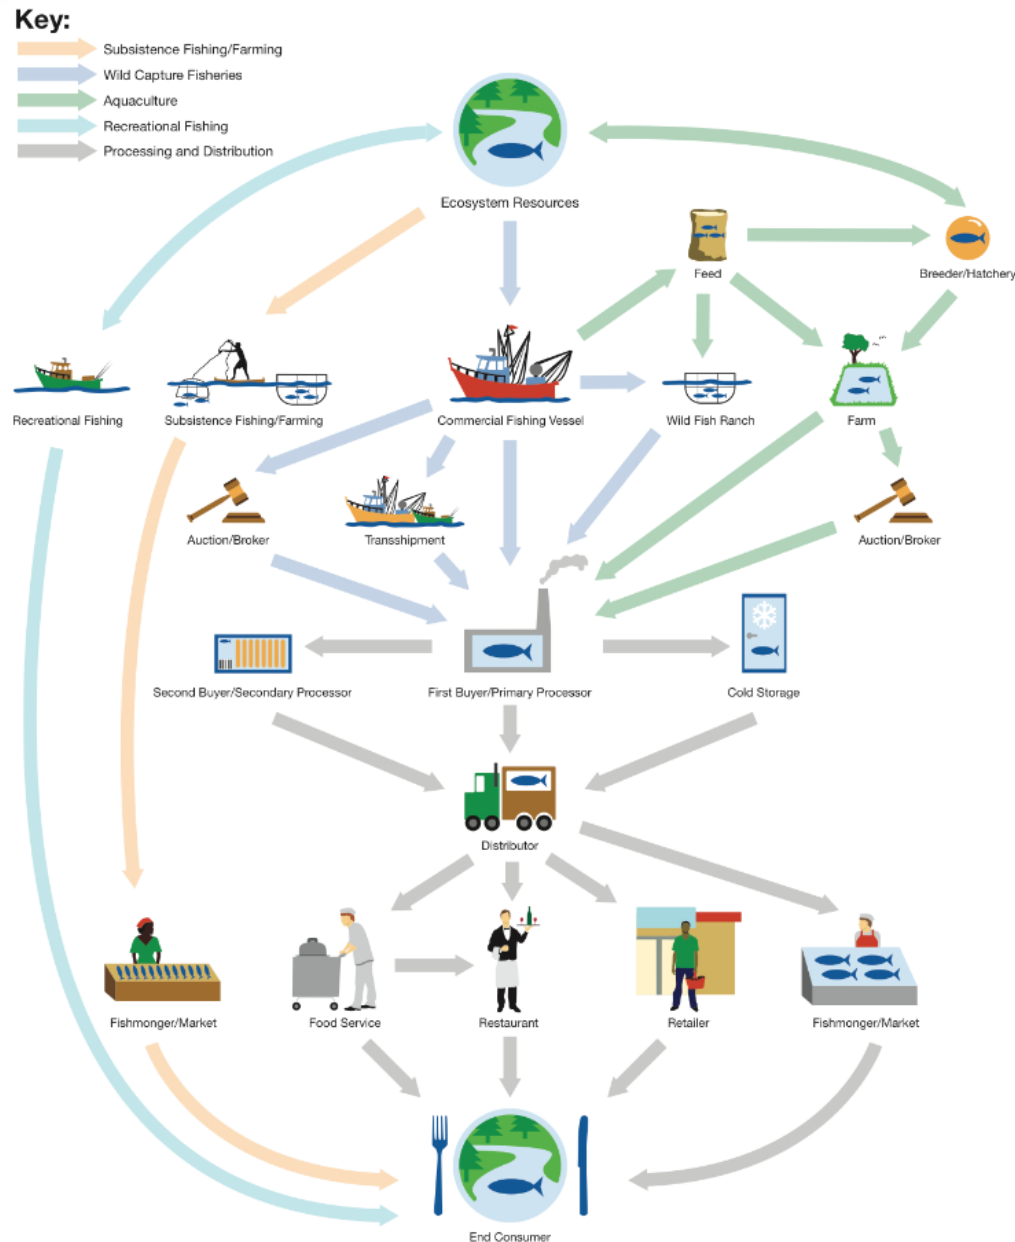 Key:
Subsistence Fishing/Farming
Wild Capture Fisheries
Aquaculture
Recreational Fishing
Processing and Distribution
Ecosystem Resources
Feed
Breeder/Hatchery
Recreational Fishing
Subsistence Fishing/Farming
Commercial Fishing Vessel
Wild Fish Ranch
Farm
Auction/Broker
Transshipment
Auction/Broker
Second Buyer/Secondary Processor
First Buyer/Primary Processor
Cold Storage
Distributor
Fishmonger/Market
Food Service
Restaurant
Retailer
Fishmonger/Market
End Consumer